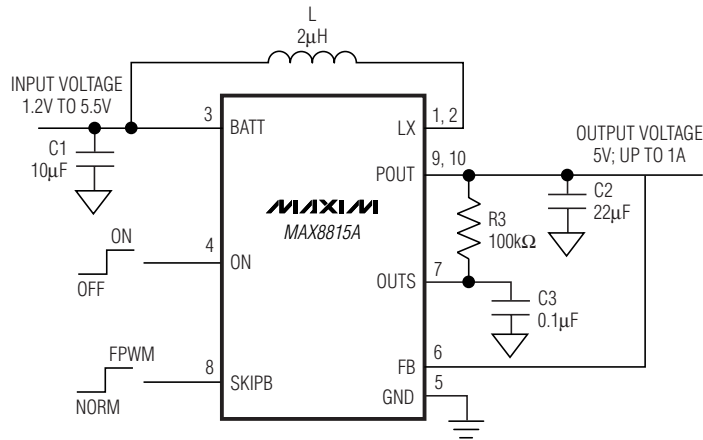 L
2µH
INPUT VOLTAGE
1.2V TO 5.5V
3
BATT
1, 2
LX
C1
10µF
OUTPUT VOLTAGE
5V; UP TO 1A
9, 10
POUT
MAXIM
MAX8815A
R3
100kΩ
C2
22µF
ON
OFF
4
ON
7
OUTS
C3
0.1µF
FPWM
NORM
8
SKIPB
6
FB
5
GND